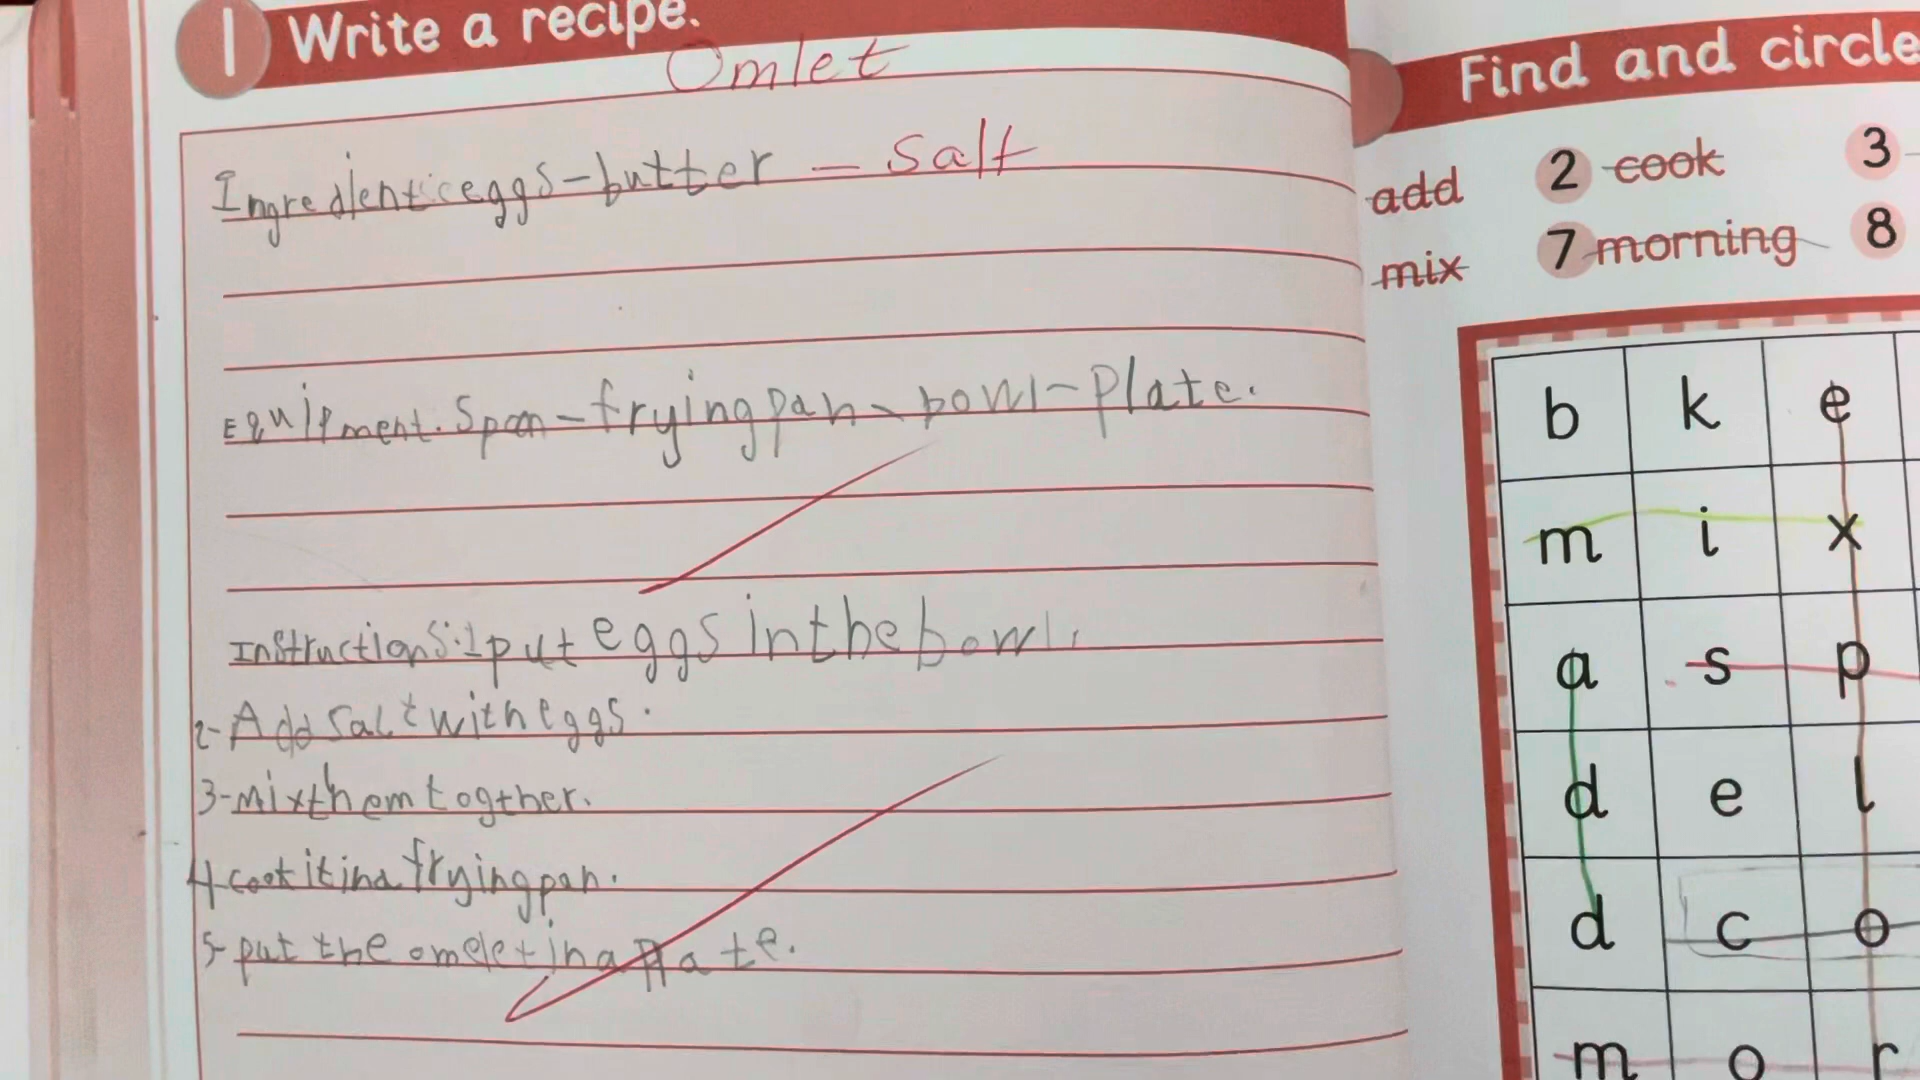 1 Write a recipe.
Omlet
Ingredient: eggs - butter - salt
Equipment. Spon - frying pan - bowl - Plate.
Instructions: 1 put eggs in the bowl.
2- Add salt with eggs.
3- mix them togther.
4- cook it in a frying pan.
5- put the omelet in a Plate.
Find and circle
add 2 cook 3
mix 7 morning 8
b k e
m i x
a s p
d e l
d c o
m o r